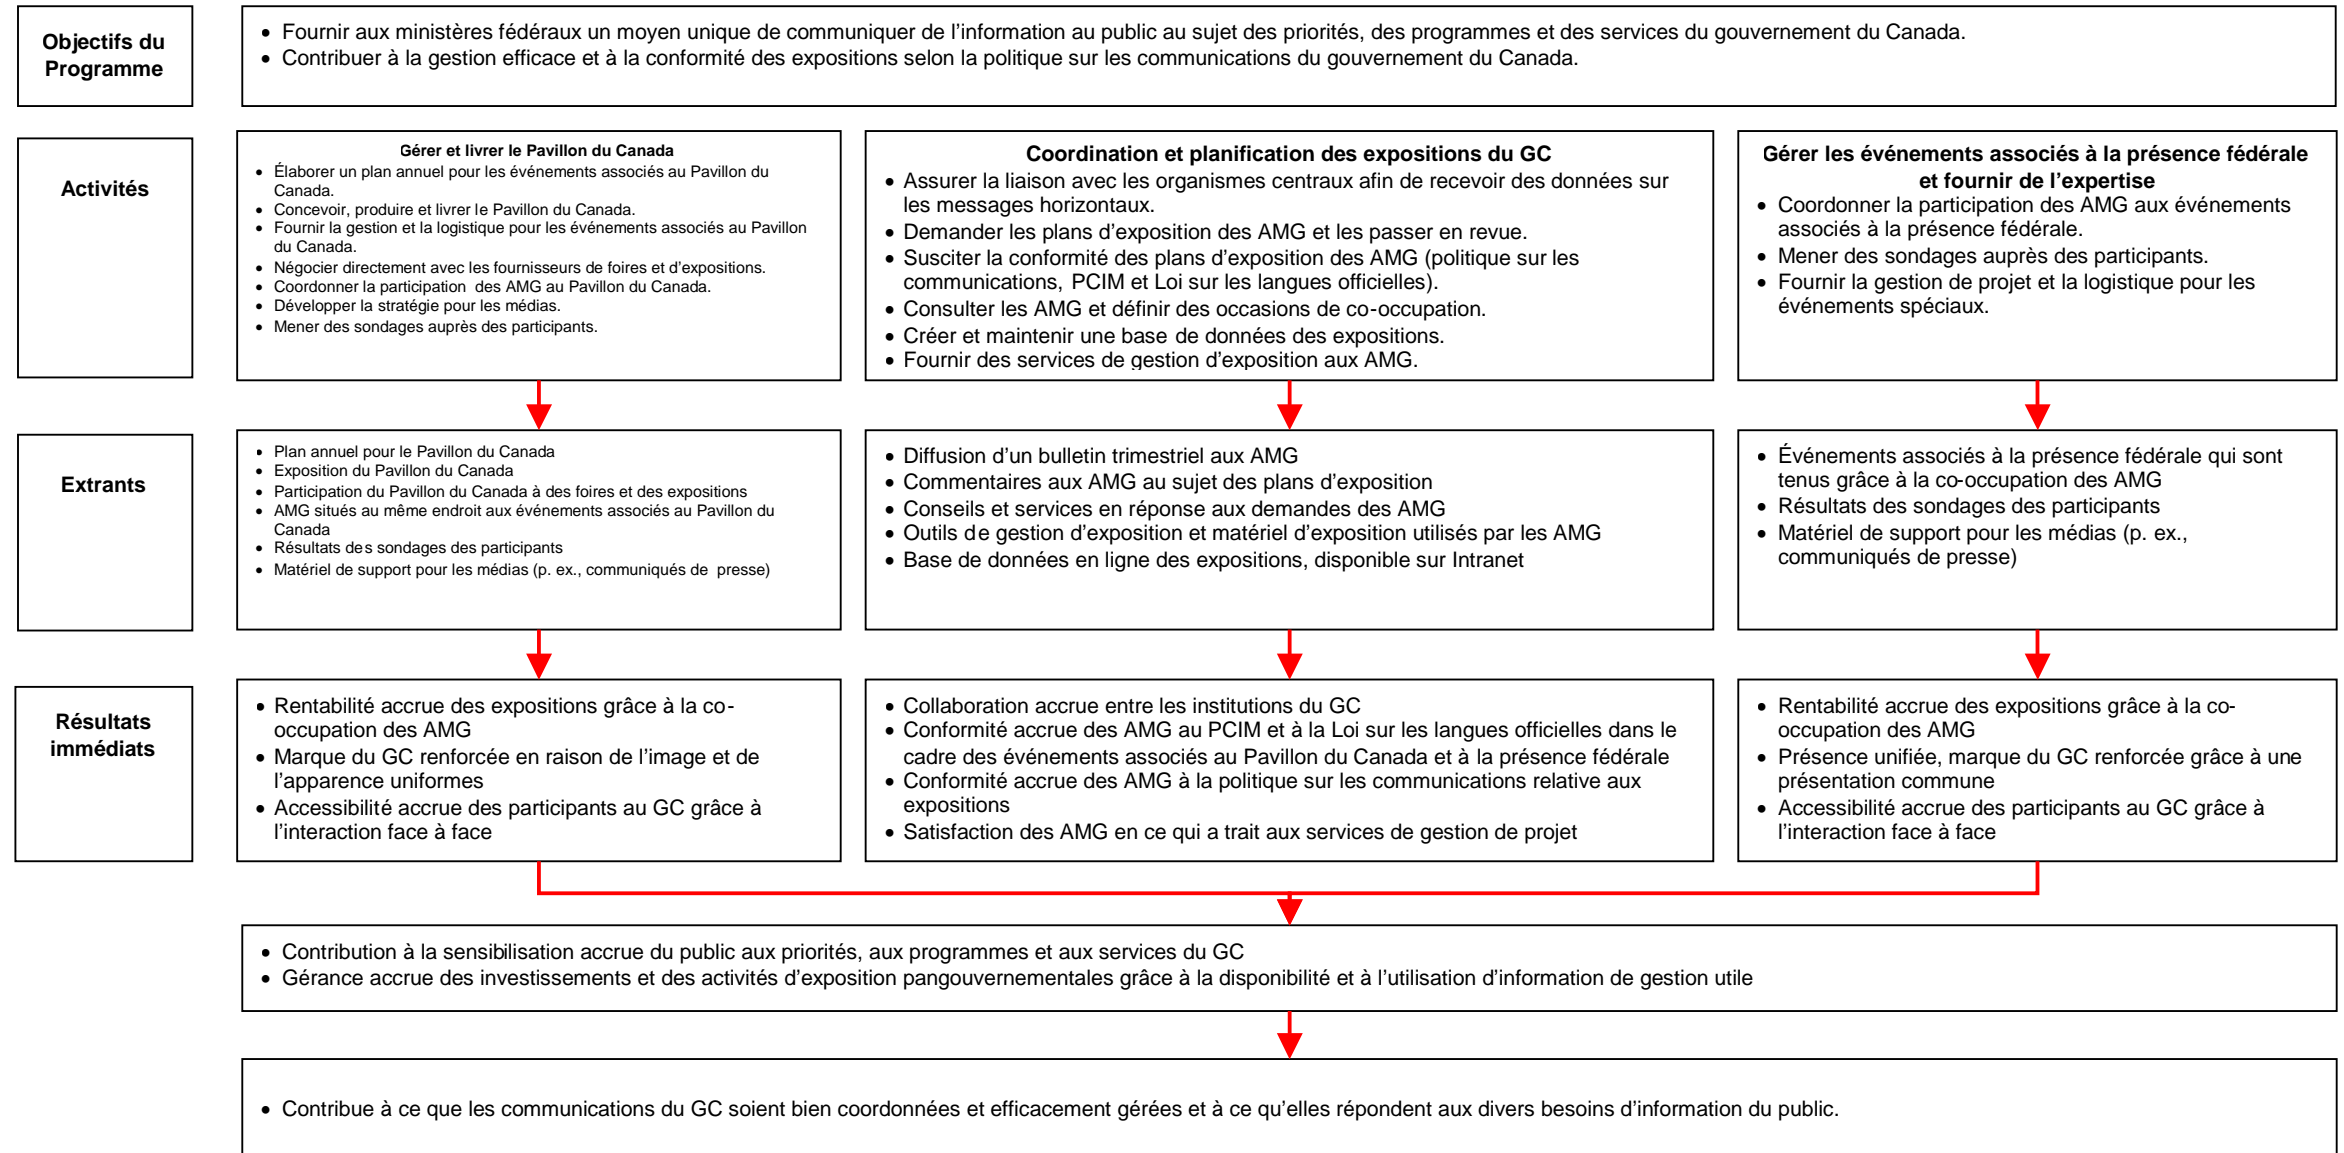 Objectifs du
Programme
• Fournir aux ministères fédéraux un moyen unique de communiquer de l’information au public au sujet des priorités, des programmes et des services du gouvernement du Canada.
• Contribuer à la gestion efficace et à la conformité des expositions selon la politique sur les communications du gouvernement du Canada.
Activités
Gérer et livrer le Pavillon du Canada
• Élaborer un plan annuel pour les événements associés au Pavillon du
Canada.
• Concevoir, produire et livrer le Pavillon du Canada.
• Fournir la gestion et la logistique pour les événements associés au Pavillon
du Canada.
• Négocier directement avec les fournisseurs de foires et d’expositions.
• Coordonner la participation des AMG au Pavillon du Canada.
• Développer la stratégie pour les médias.
• Mener des sondages auprès des participants.
Coordination et planification des expositions du GC
• Assurer la liaison avec les organismes centraux afin de recevoir des données sur
les messages horizontaux.
• Demander les plans d’exposition des AMG et les passer en revue.
• Susciter la conformité des plans d’exposition des AMG (politique sur les
communications, PCIM et Loi sur les langues officielles).
• Consulter les AMG et définir des occasions de co-occupation.
• Créer et maintenir une base de données des expositions.
• Fournir des services de gestion d’exposition aux AMG.
Gérer les événements associés à la présence fédérale
et fournir de l’expertise
• Coordonner la participation des AMG aux événements
associés à la présence fédérale.
• Mener des sondages auprès des participants.
• Fournir la gestion de projet et la logistique pour les
événements spéciaux.
Extrants
• Plan annuel pour le Pavillon du Canada
• Exposition du Pavillon du Canada
• Participation du Pavillon du Canada à des foires et des expositions
• AMG situés au même endroit aux événements associés au Pavillon du
Canada
• Résultats des sondages des participants
• Matériel de support pour les médias (p. ex., communiqués de presse)
• Diffusion d’un bulletin trimestriel aux AMG
• Commentaires aux AMG au sujet des plans d’exposition
• Conseils et services en réponse aux demandes des AMG
• Outils de gestion d’exposition et matériel d’exposition utilisés par les AMG
• Base de données en ligne des expositions, disponible sur Intranet
• Événements associés à la présence fédérale qui sont
tenus grâce à la co-occupation des AMG
• Résultats des sondages des participants
• Matériel de support pour les médias (p. ex.,
communiqués de presse)
Résultats
immédiats
• Rentabilité accrue des expositions grâce à la co-
occupation des AMG
• Marque du GC renforcée en raison de l’image et de
l’apparence uniformes
• Accessibilité accrue des participants au GC grâce à
l’interaction face à face
• Collaboration accrue entre les institutions du GC
• Conformité accrue des AMG au PCIM et à la Loi sur les langues officielles dans le
cadre des événements associés au Pavillon du Canada et à la présence fédérale
• Conformité accrue des AMG à la politique sur les communications relative aux
expositions
• Satisfaction des AMG en ce qui a trait aux services de gestion de projet
• Rentabilité accrue des expositions grâce à la co-
occupation des AMG
• Présence unifiée, marque du GC renforcée grâce à une
présentation commune
• Accessibilité accrue des participants au GC grâce à
l’interaction face à face
• Contribution à la sensibilisation accrue du public aux priorités, aux programmes et aux services du GC
• Gérance accrue des investissements et des activités d’exposition pangouvernementales grâce à la disponibilité et à l’utilisation d’information de gestion utile
• Contribue à ce que les communications du GC soient bien coordonnées et efficacement gérées et à ce qu’elles répondent aux divers besoins d’information du public.